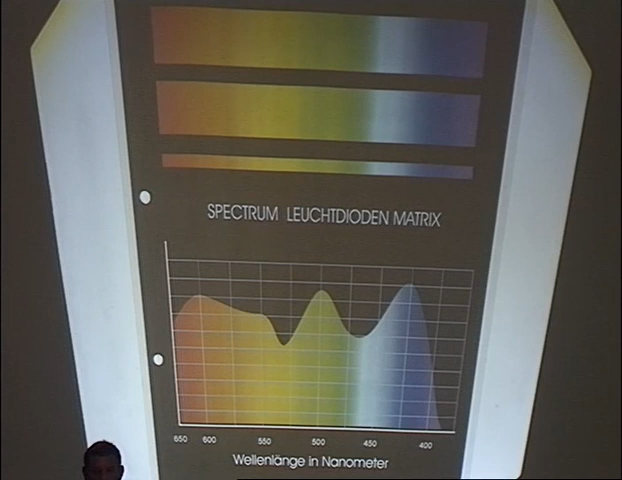 SPECTRUM LEUCHTDIODEN MATRIX
650 600 550 500 450 400
Wellenlänge in Nanometer